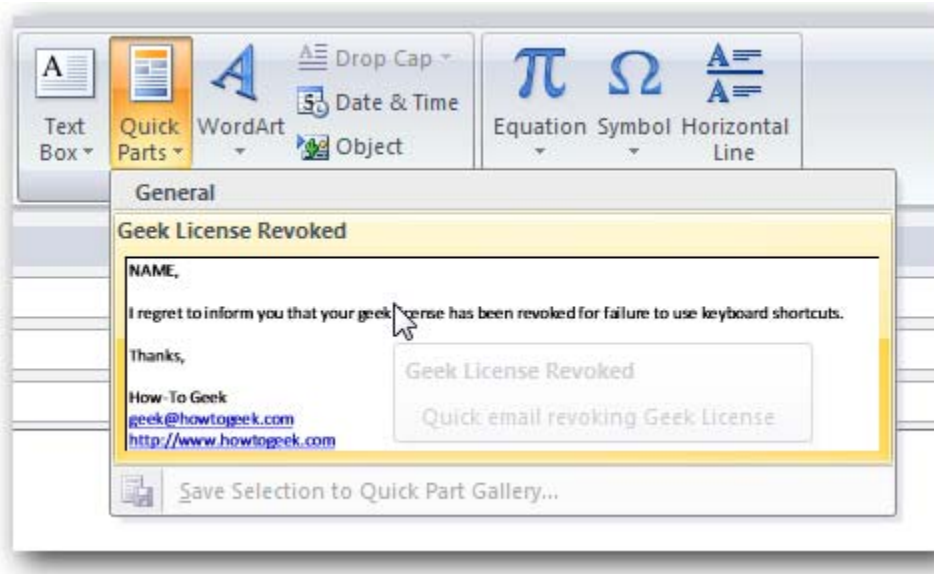 Text Box
Quick Parts
WordArt
Drop Cap
Date & Time
Object
Equation
Symbol
Horizontal Line
General
Geek License Revoked
NAME,
I regret to inform you that your geek license has been revoked for failure to use keyboard shortcuts.
Thanks,
How-To Geek
geek@howtogeek.com
http://www.howtogeek.com
Geek License Revoked
Quick email revoking Geek License
Save Selection to Quick Part Gallery...